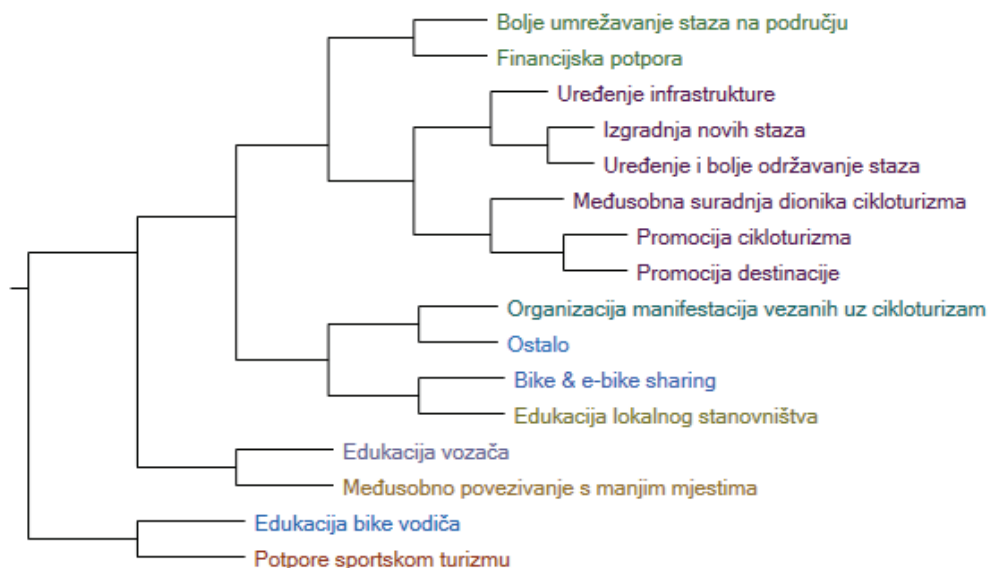 Bolje umrežavanje staza na području
Financijska potpora
Uređenje infrastrukture
Izgradnja novih staza
Uređenje i bolje održavanje staza
Međusobna suradnja dionika cikloturizma
Promocija cikloturizma
Promocija destinacije
Organizacija manifestacija vezanih uz cikloturizam
Ostalo
Bike & e-bike sharing
Edukacija lokalnog stanovništva
Edukacija vozača
Međusobno povezivanje s manjim mjestima
Edukacija bike vodiča
Potpore sportskom turizmu